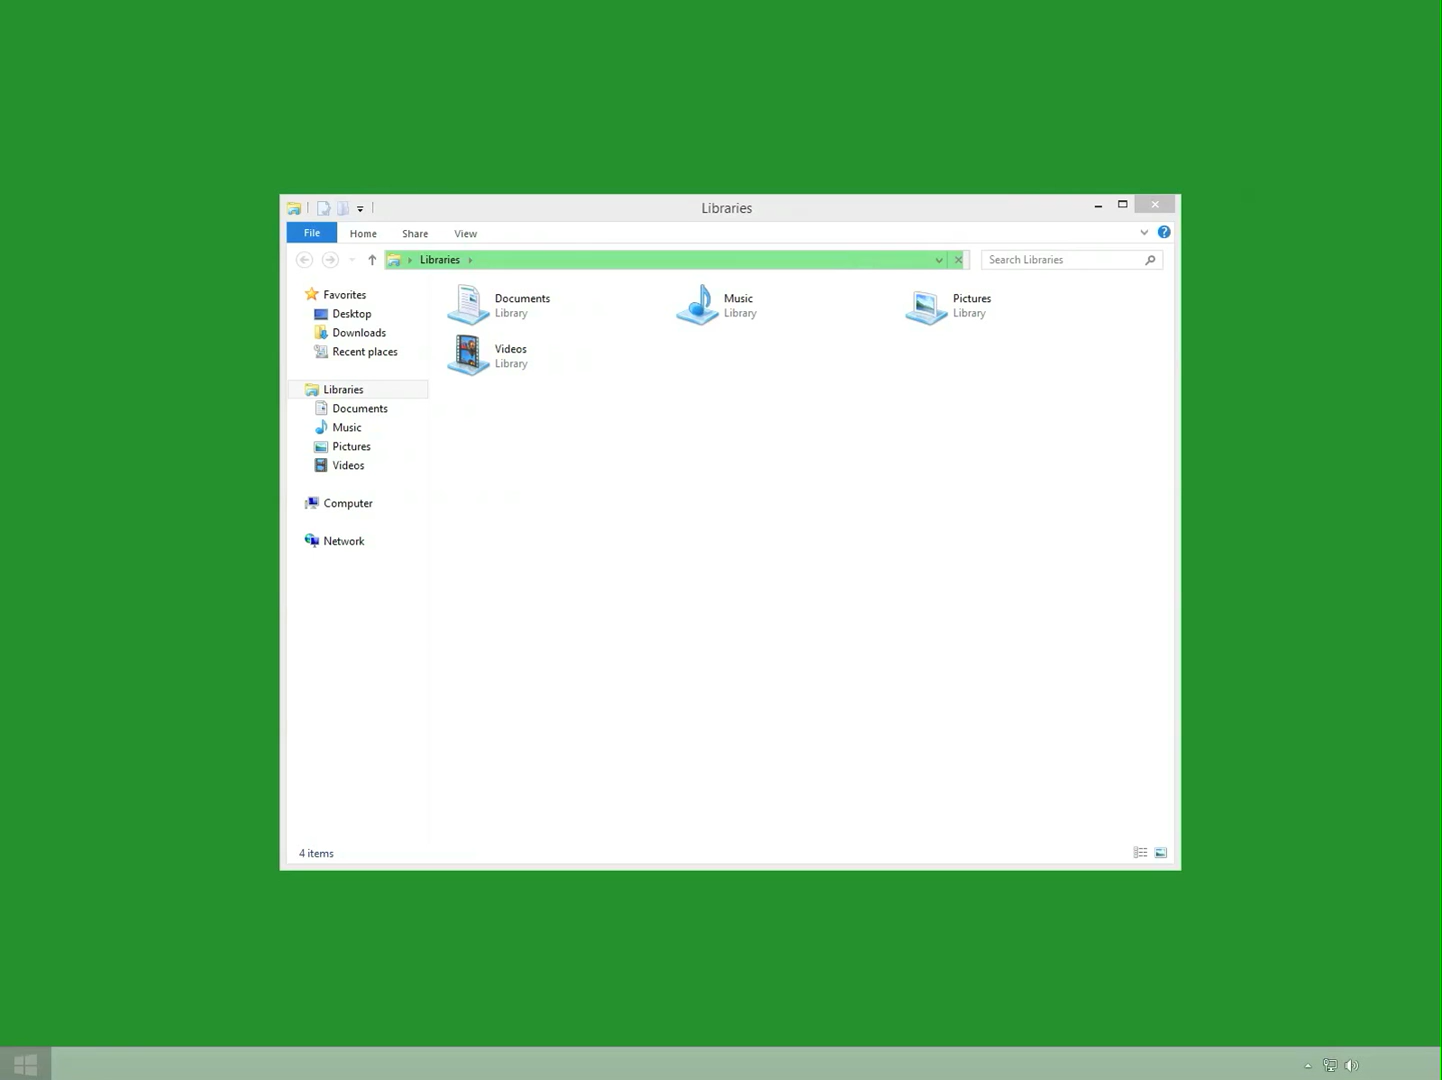 Libraries
File
Home
Share
View
Libraries
Search Libraries
Favorites
Desktop
Downloads
Recent places
Libraries
Documents
Music
Pictures
Videos
Computer
Network
Documents
Library
Music
Library
Pictures
Library
Videos
Library
4 items